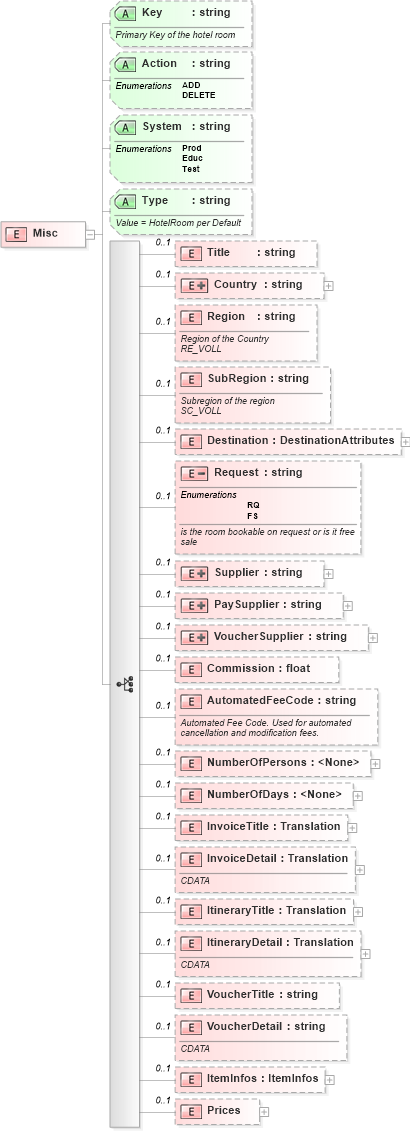 A Key : string
Primary Key of the hotel room
A Action : string
Enumerations ADD
DELETE
A System : string
Enumerations Prod
Educ
Test
A Type : string
Value = HotelRoom per Default
E Misc
0..1 E Title : string
0..1 E Country : string
0..1 E Region : string
Region of the Country
RE_VOLL
0..1 E SubRegion : string
Subregion of the region
SC_VOLL
0..1 E Destination : DestinationAttributes
0..1 E Request : string
Enumerations
RQ
FS
is the room bookable on request or is it free
sale
0..1 E Supplier : string
0..1 E PaySupplier : string
0..1 E VoucherSupplier : string
0..1 E Commission : float
0..1 E AutomatedFeeCode : string
Automated Fee Code. Used for automated
cancellation and modification fees.
0..1 E NumberOfPersons : <None>
0..1 E NumberOfDays : <None>
0..1 E InvoiceTitle : Translation
0..1 E InvoiceDetail : Translation
CDATA
0..1 E ItineraryTitle : Translation
0..1 E ItineraryDetail : Translation
CDATA
0..1 E VoucherTitle : string
0..1 E VoucherDetail : string
CDATA
0..1 E ItemInfos : ItemInfos
0..1 E Prices